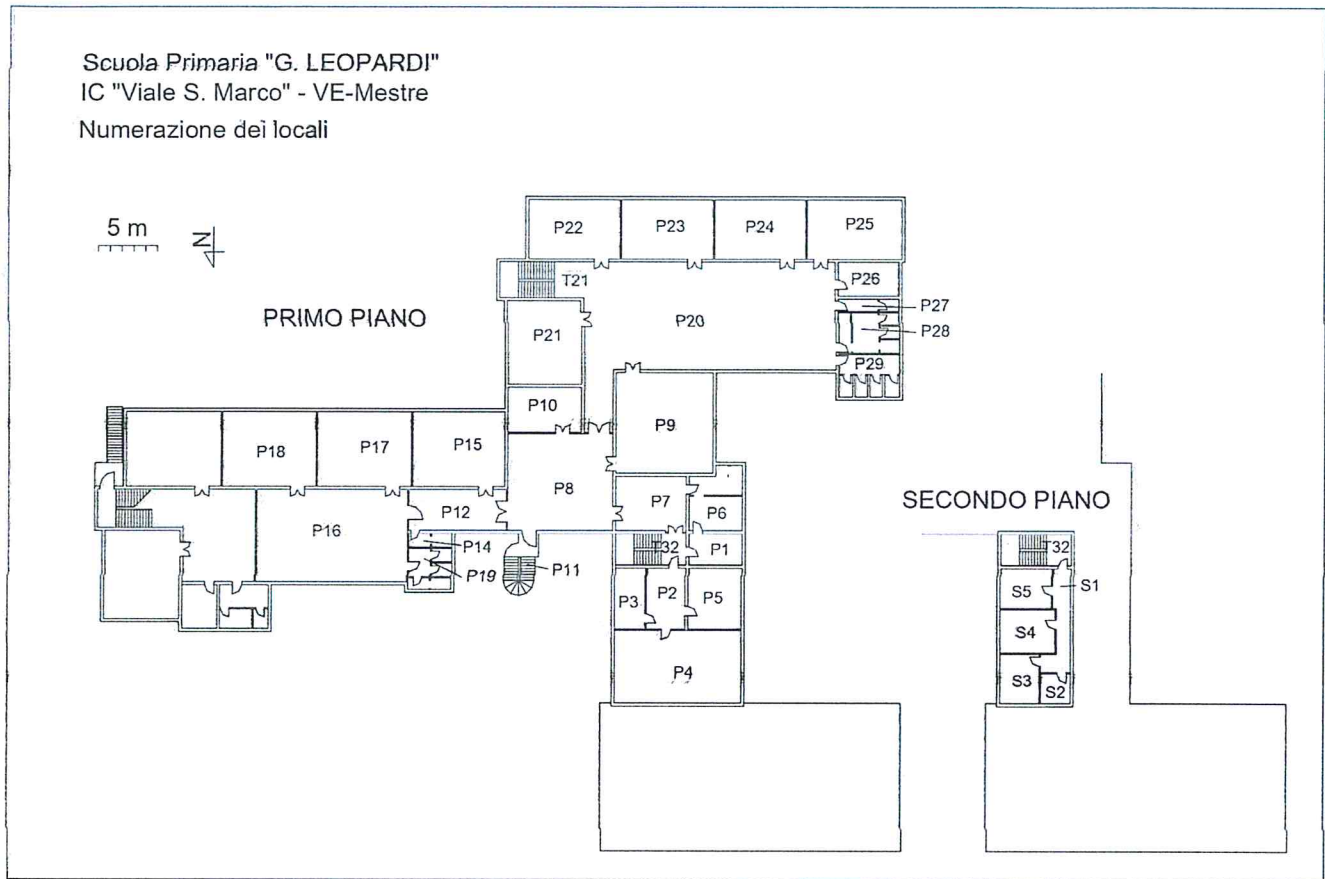 Scuola Primaria "G. LEOPARDI"
IC "Viale S. Marco" - VE-Mestre
Numerazione dei locali
5 m
N
PRIMO PIANO
P22
P23
P24
P25
T21
P26
P27
P28
P20
P21
P29
P10
P9
P18
P17
P15
P8
P7
P6
P16
P12
P14
P19
P11
T32
P1
P3
P2
P5
P4
SECONDO PIANO
T32
S1
S5
S4
S3
S2